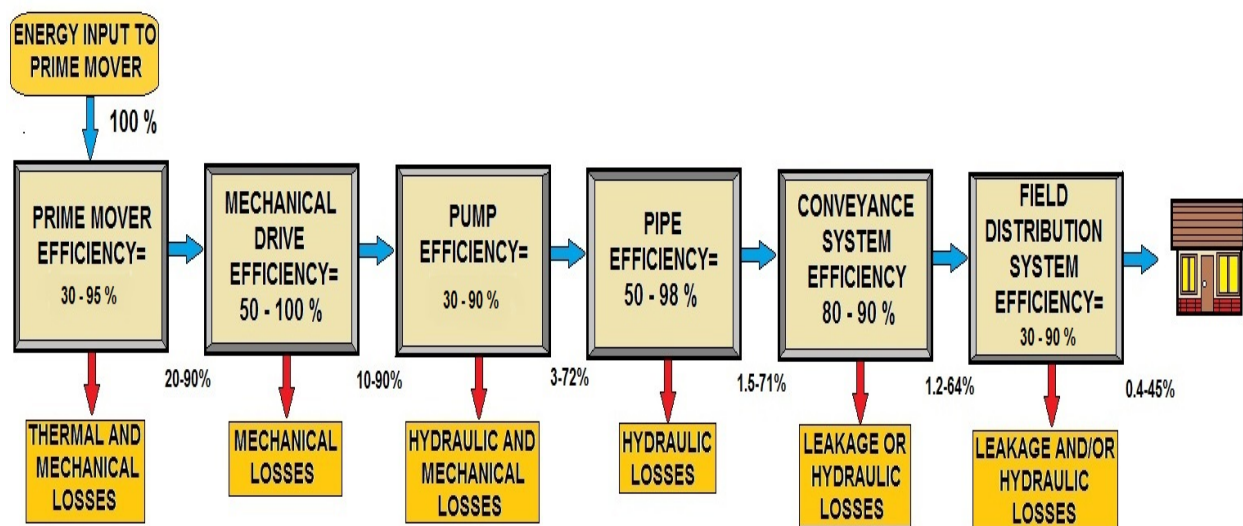 ENERGY INPUT TO
PRIME MOVER
100 %
PRIME MOVER
EFFICIENCY=
30 - 95 %
MECHANICAL
DRIVE
EFFICIENCY=
50 - 100 %
PUMP
EFFICIENCY=
30 - 90 %
PIPE
EFFICIENCY=
50 - 98 %
CONVEYANCE
SYSTEM
EFFICIENCY
80 - 90 %
FIELD
DISTRIBUTION
SYSTEM
EFFICIENCY=
30 - 90 %
20-90%
10-90%
3-72%
1.5-71%
1.2-64%
0.4-45%
THERMAL AND
MECHANICAL
LOSSES
MECHANICAL
LOSSES
HYDRAULIC AND
MECHANICAL
LOSSES
HYDRAULIC
LOSSES
LEAKAGE OR
HYDRAULIC
LOSSES
LEAKAGE AND/OR
HYDRAULIC
LOSSES